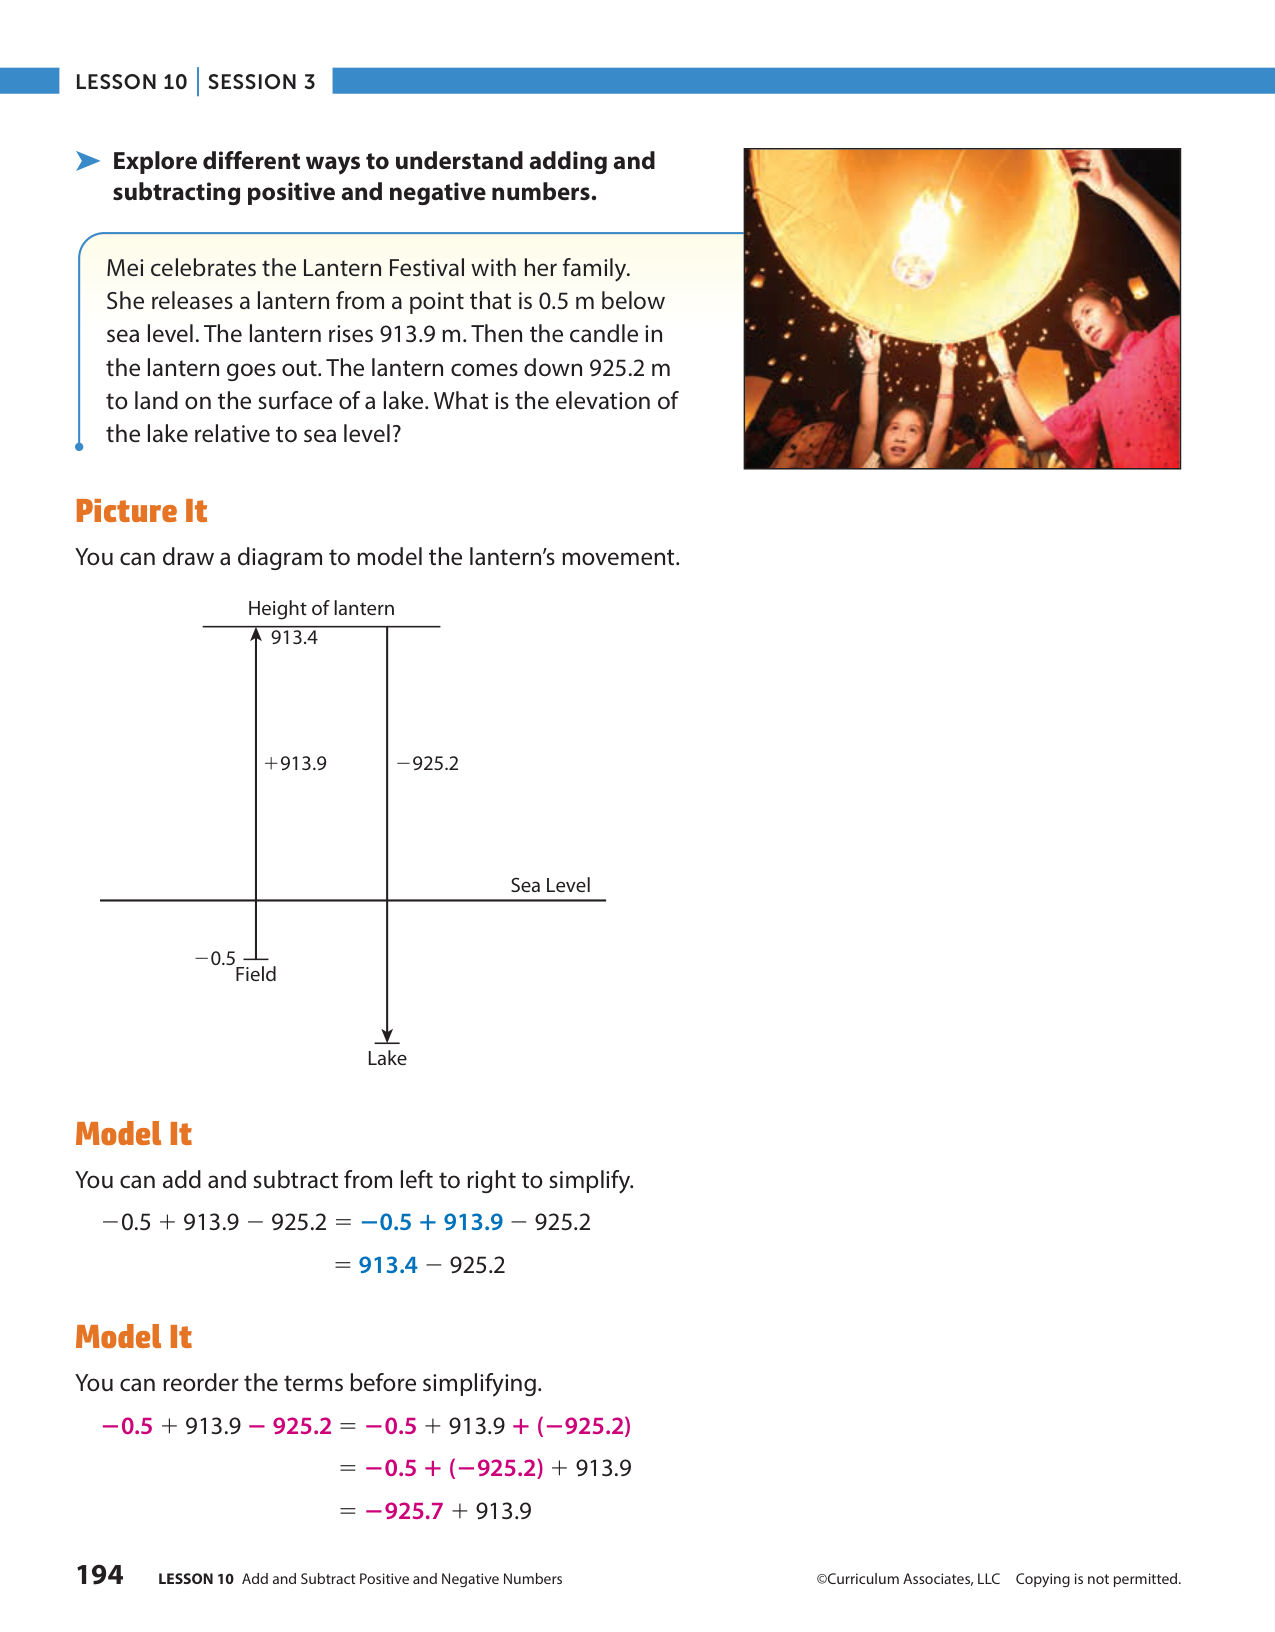 LESSON 10 | SESSION 3
Explore different ways to understand adding and
subtracting positive and negative numbers.
Mei celebrates the Lantern Festival with her family.
She releases a lantern from a point that is 0.5 m below
sea level. The lantern rises 913.9 m. Then the candle in
the lantern goes out. The lantern comes down 925.2 m
to land on the surface of a lake. What is the elevation of
the lake relative to sea level?
Picture It
You can draw a diagram to model the lantern’s movement.
Height of lantern
913.4
+913.9
−925.2
Sea Level
−0.5
Field
Lake
Model It
You can add and subtract from left to right to simplify.
−0.5 + 913.9 − 925.2 = −0.5 + 913.9 − 925.2
= 913.4 − 925.2
Model It
You can reorder the terms before simplifying.
−0.5 + 913.9 − 925.2 = −0.5 + 913.9 + (−925.2)
= −0.5 + (−925.2) + 913.9
= −925.7 + 913.9
194 LESSON 10 Add and Subtract Positive and Negative Numbers ©Curriculum Associates, LLC Copying is not permitted.